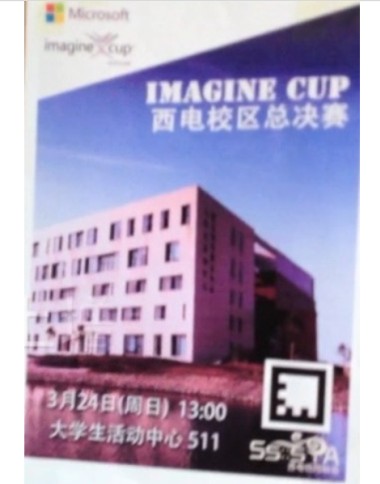 Microsoft
imagine cup
IMAGINE CUP
西电校区总决赛
3月24日(周日) 13:00
大学生活动中心 511